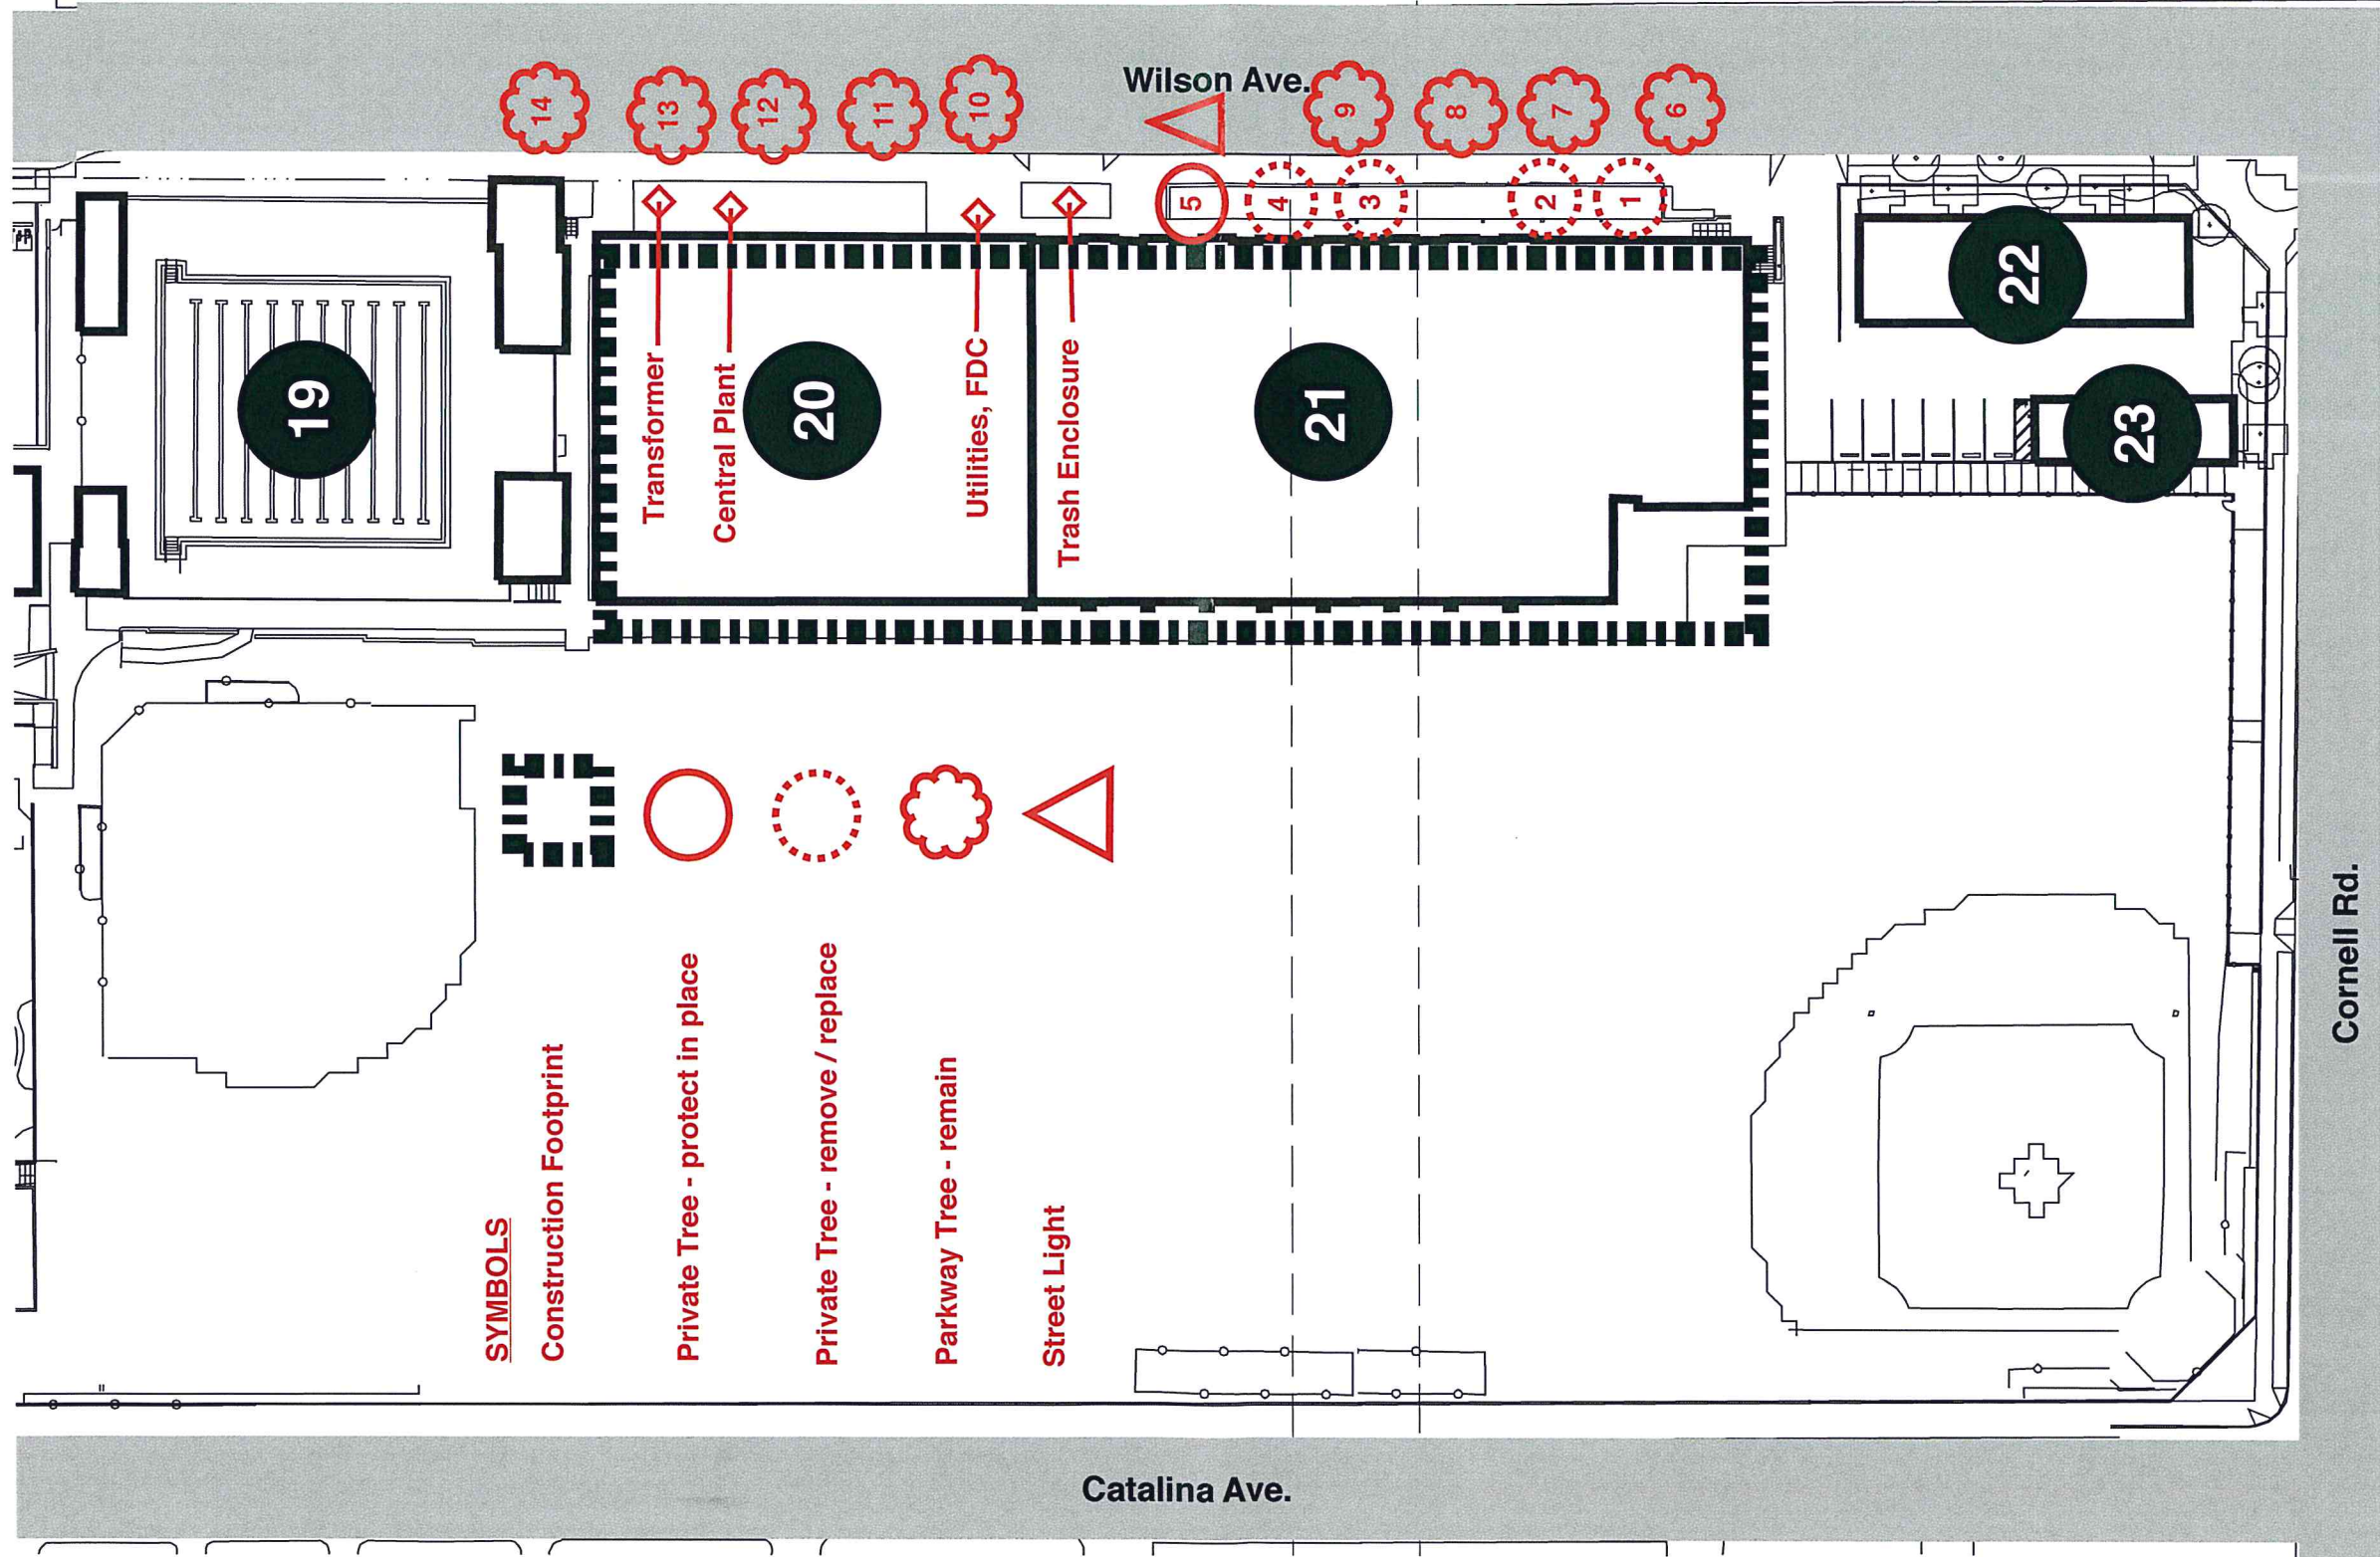 Wilson Ave.
14
13
12
11
10
9
8
7
6
5
4
3
2
1
Transformer
Central Plant
Utilities, FDC
Trash Enclosure
19
20
21
22
23
SYMBOLS
Construction Footprint
Private Tree - protect in place
Private Tree - remove / replace
Parkway Tree - remain
Street Light
Cornell Rd.
Catalina Ave.